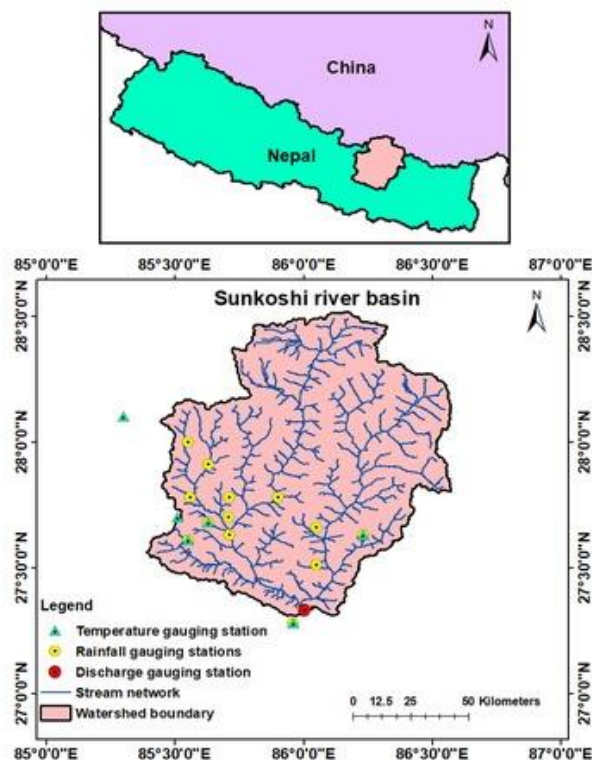 N
China
Nepal
85°0'0"E 85°30'0"E 86°0'0"E 86°30'0"E 87°0'0"E
Sunkoshi river basin
N
28°30'0"N 28°30'0"N
28°0'0"N 28°0'0"N
27°30'0"N 27°30'0"N
27°0'0"N 27°0'0"N
Legend
Temperature gauging station
Rainfall gauging stations
Discharge gauging station
Stream network
Watershed boundary
0 12.5 25 50 Kilometers
85°0'0"E 85°30'0"E 86°0'0"E 86°30'0"E 87°0'0"E